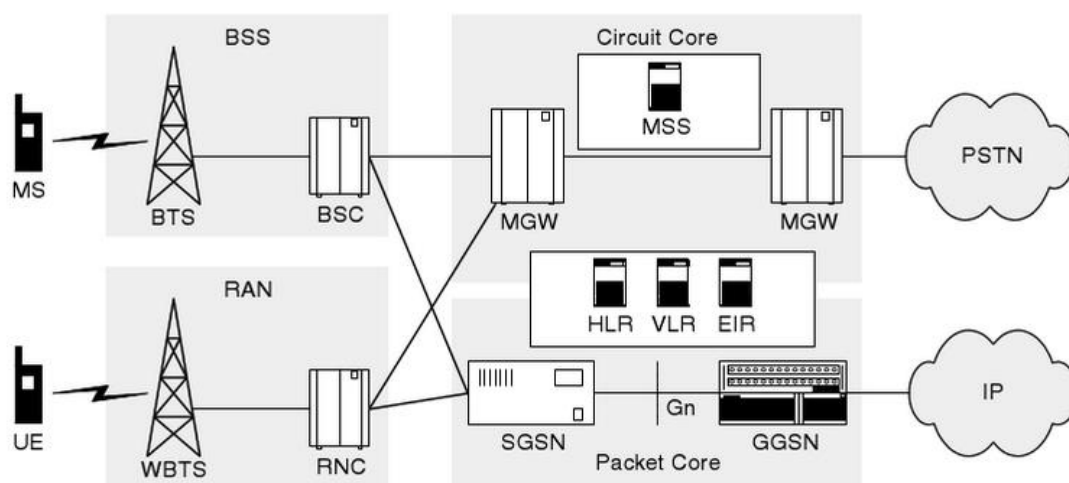 BSS
Circuit Core
MSS
MS
BTS
BSC
MGW
MGW
PSTN
RAN
HLR VLR EIR
UE
WBTS
RNC
SGSN
Gn
GGSN
IP
Packet Core